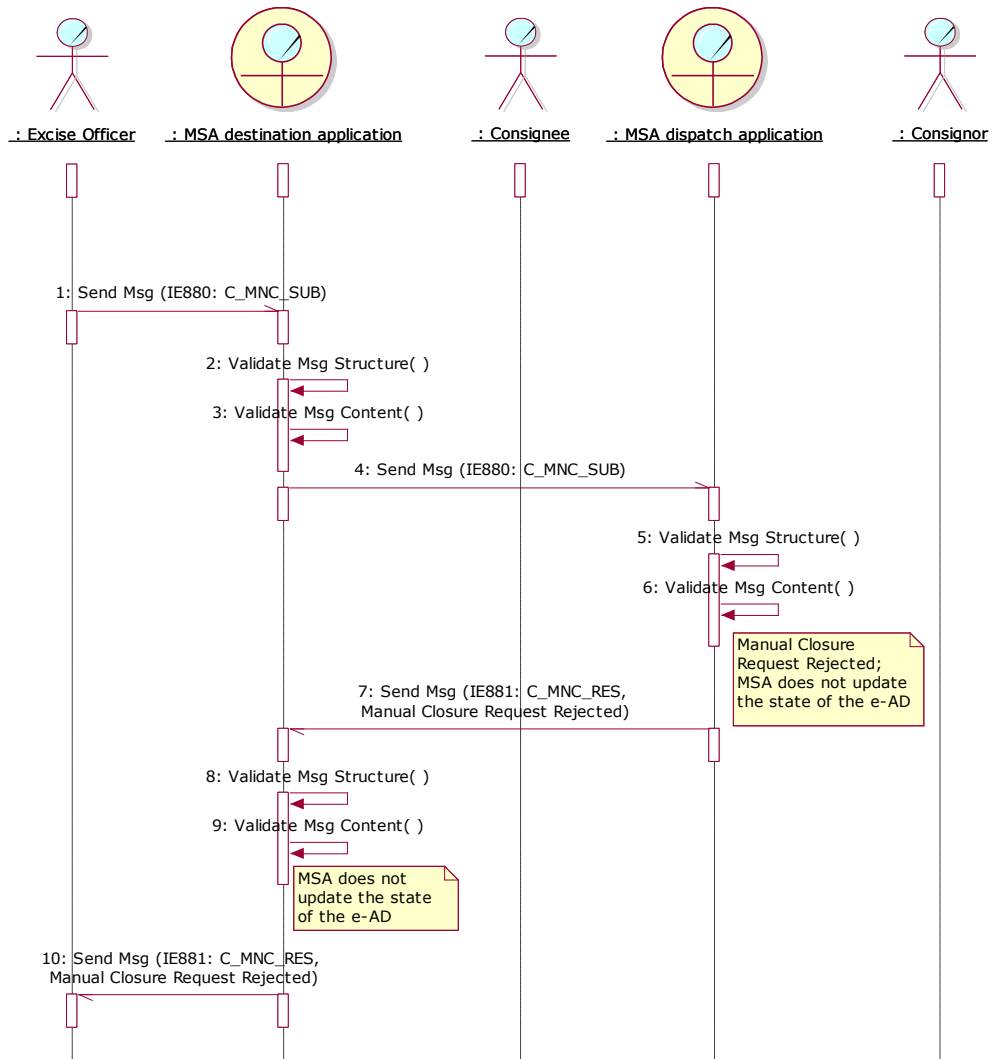 : Excise Officer
: MSA destination application
: Consignee
: MSA dispatch application
: Consignor
1: Send Msg (IE880: C_MNC_SUB)
2: Validate Msg Structure( )
3: Validate Msg Content( )
4: Send Msg (IE880: C_MNC_SUB)
5: Validate Msg Structure( )
6: Validate Msg Content( )
Manual Closure
Request Rejected;
MSA does not update
the state of the e-AD
7: Send Msg (IE881: C_MNC_RES,
Manual Closure Request Rejected)
8: Validate Msg Structure( )
9: Validate Msg Content( )
MSA does not
update the state
of the e-AD
10: Send Msg (IE881: C_MNC_RES,
Manual Closure Request Rejected)